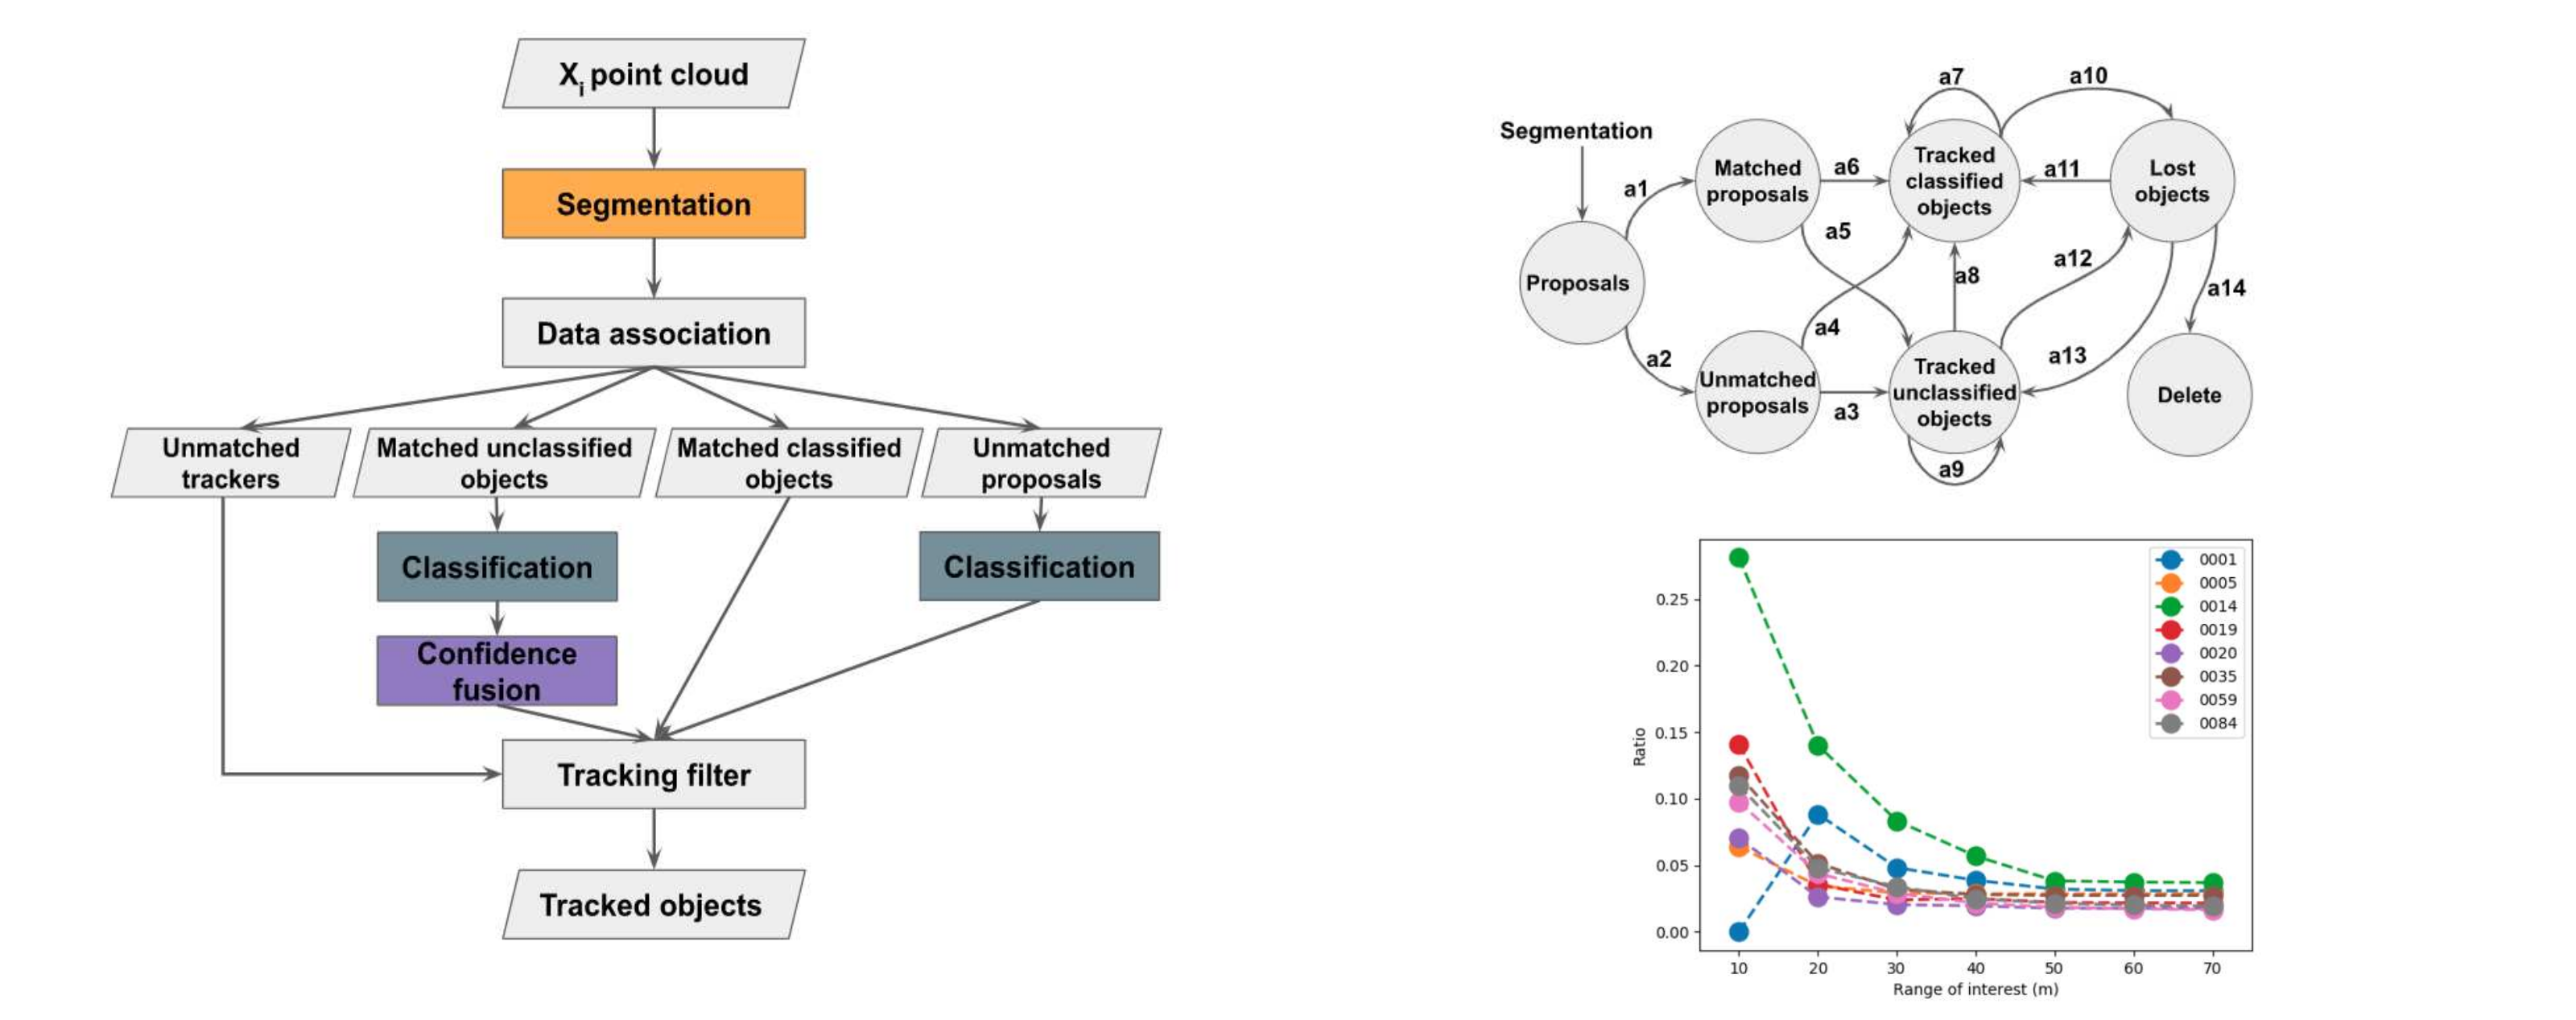 Xi point cloud
Segmentation
Data association
Unmatched
trackers
Matched unclassified
objects
Matched classified
objects
Unmatched
proposals
Classification
Classification
Confidence
fusion
Tracking filter
Tracked objects
Segmentation
Proposals
a1
a2
Matched
proposals
Unmatched
proposals
a6
a5
a4
a3
a7
Tracked
classified
objects
a8
Tracked
unclassified
objects
a9
a10
a11
a12
a13
Lost
objects
a14
Delete
0.25
0.20
0.15
0.10
0.05
0.00
Ratio
10 20 30 40 50 60 70
Range of interest (m)
0001
0005
0014
0019
0020
0035
0059
0084